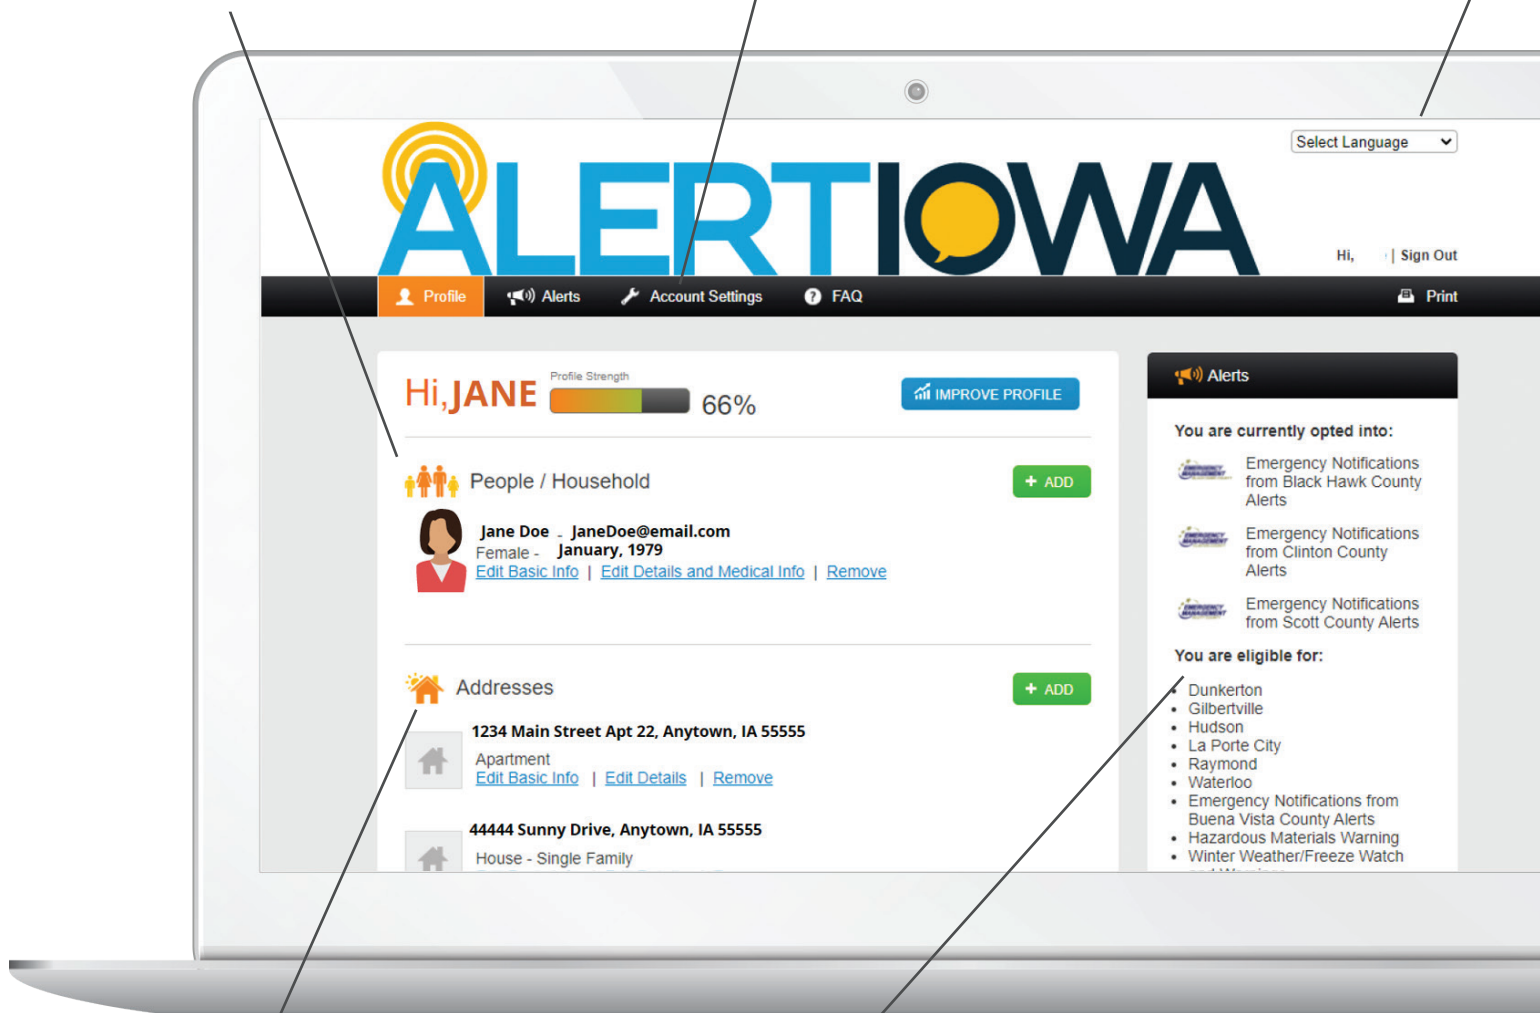 ALERTIOWA
Select Language
Hi, | Sign Out
Profile
Alerts
Account Settings
? FAQ
Print
Hi, JANE
Profile Strength
66%
IMPROVE PROFILE
People / Household
+ ADD
Jane Doe - JaneDoe@email.com
Female - January, 1979
Edit Basic Info | Edit Details and Medical Info | Remove
Addresses
+ ADD
1234 Main Street Apt 22, Anytown, IA 55555
Apartment
Edit Basic Info | Edit Details | Remove
44444 Sunny Drive, Anytown, IA 55555
House - Single Family
Alerts
You are currently opted into:
EMERGENCY
MANAGEMENT
Emergency Notifications
from Black Hawk County
Alerts
EMERGENCY
MANAGEMENT
Emergency Notifications
from Clinton County
Alerts
EMERGENCY
MANAGEMENT
Emergency Notifications
from Scott County Alerts
You are eligible for:
• Dunkerton
• Gilbertville
• Hudson
• La Porte City
• Raymond
• Waterloo
• Emergency Notifications from
Buena Vista County Alerts
• Hazardous Materials Warning
• Winter Weather/Freeze Watch